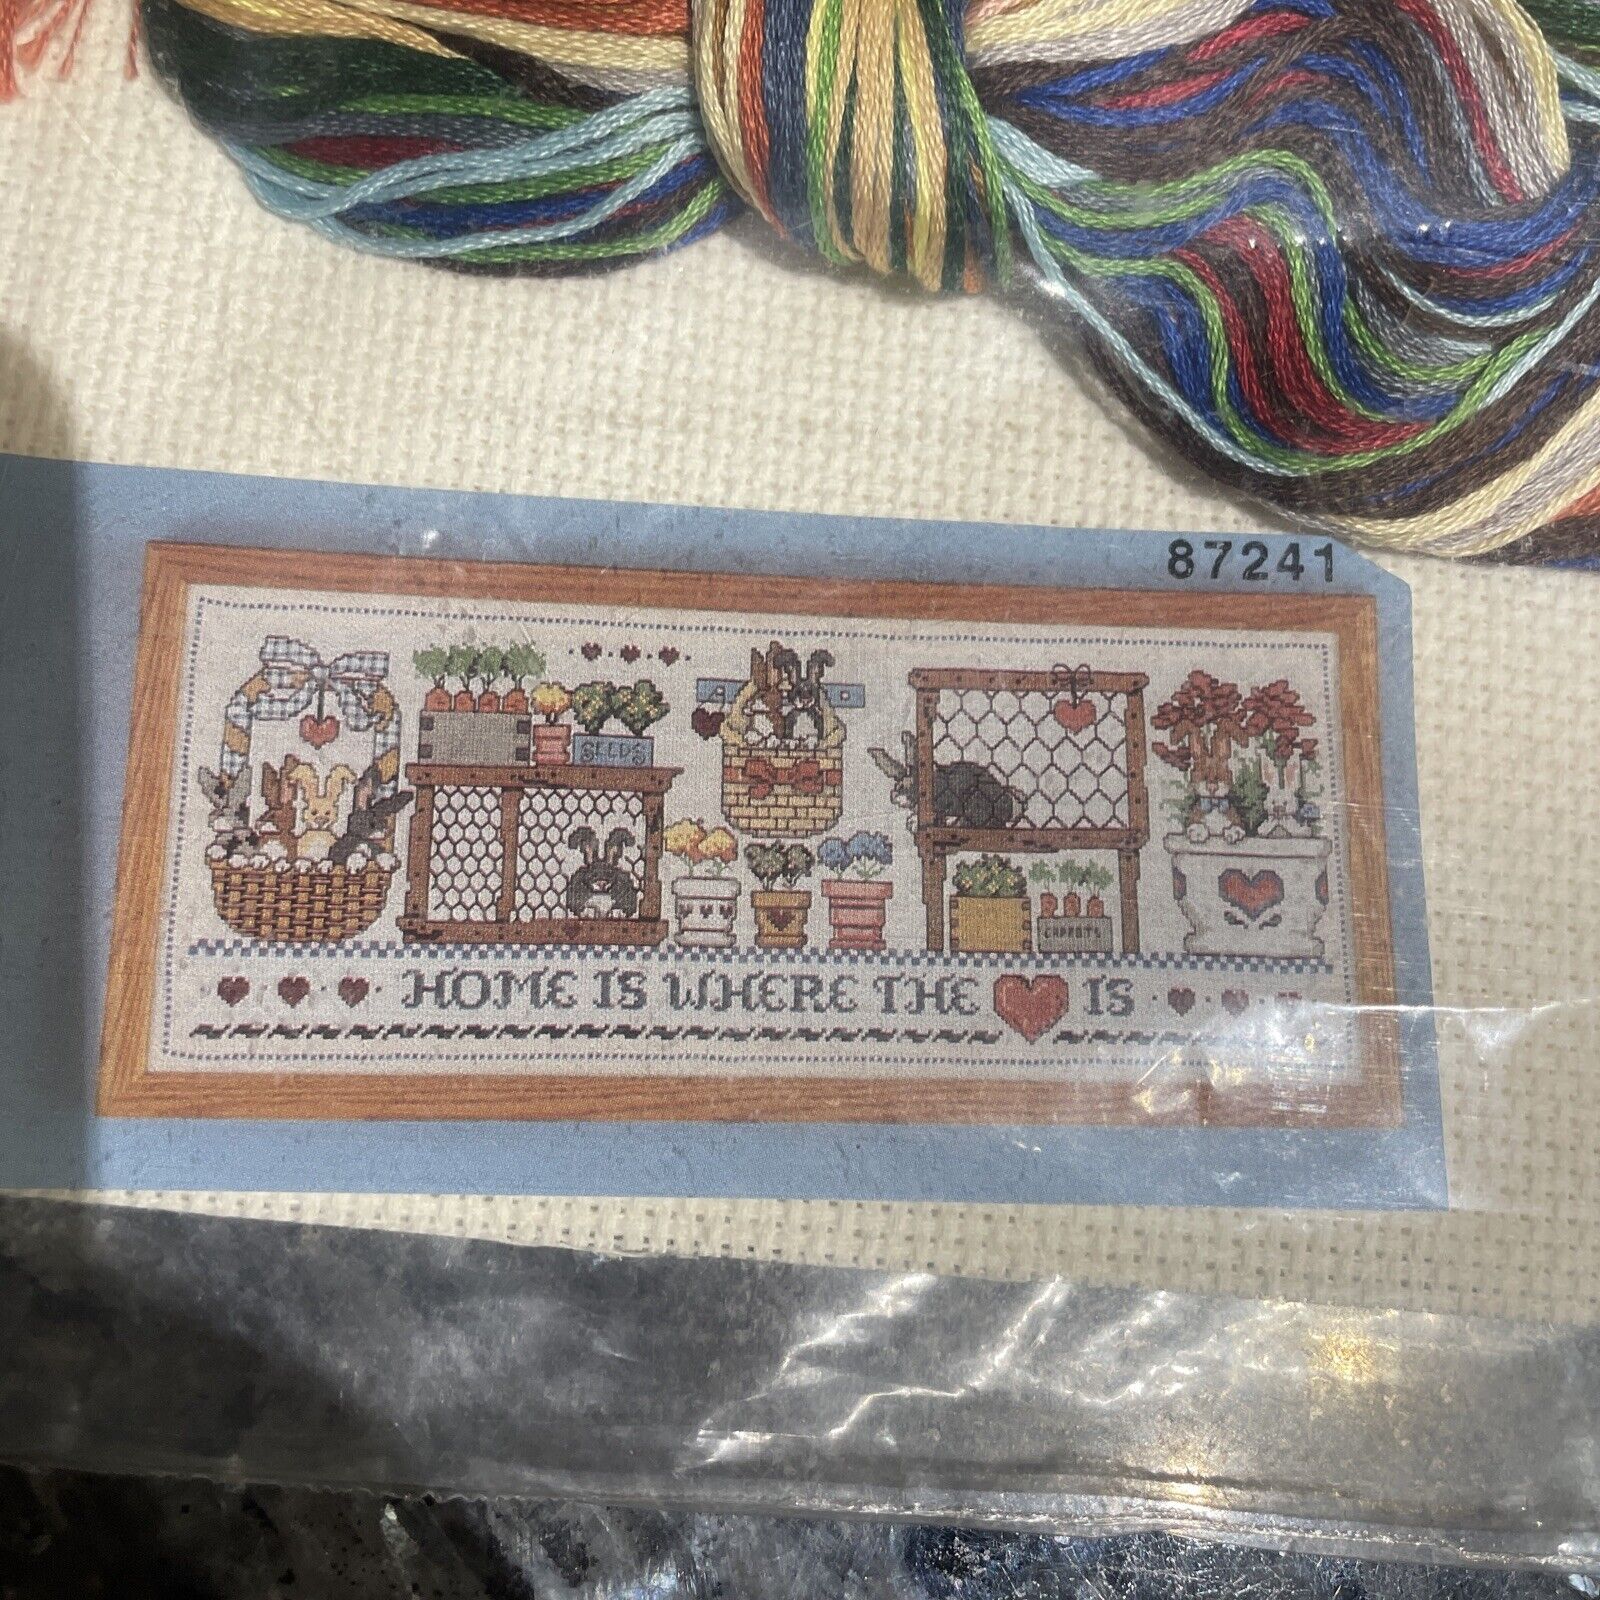 87241
SEEDS
CARROTS
HOME IS WHERE THE IS